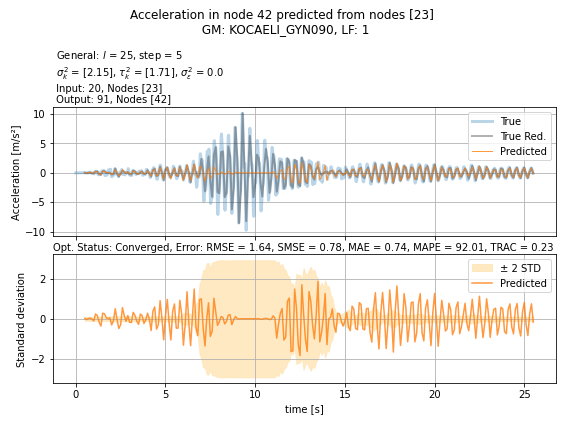 Acceleration in node 42 predicted from nodes [23]
GM: KOCAELI_GYN090, LF: 1
General: l = 25, step = 5
σ²ₖ = [2.15], τ²ₖ = [1.71], σ²ε = 0.0
Input: 20, Nodes [23]
Output: 91, Nodes [42]
Acceleration [m/s²]
10
5
0
−5
−10
True
True Red.
Predicted
Opt. Status: Converged, Error: RMSE = 1.64, SMSE = 0.78, MAE = 0.74, MAPE = 92.01, TRAC = 0.23
Standard deviation
2
0
−2
± 2 STD
Predicted
0 5 10 15 20 25
time [s]